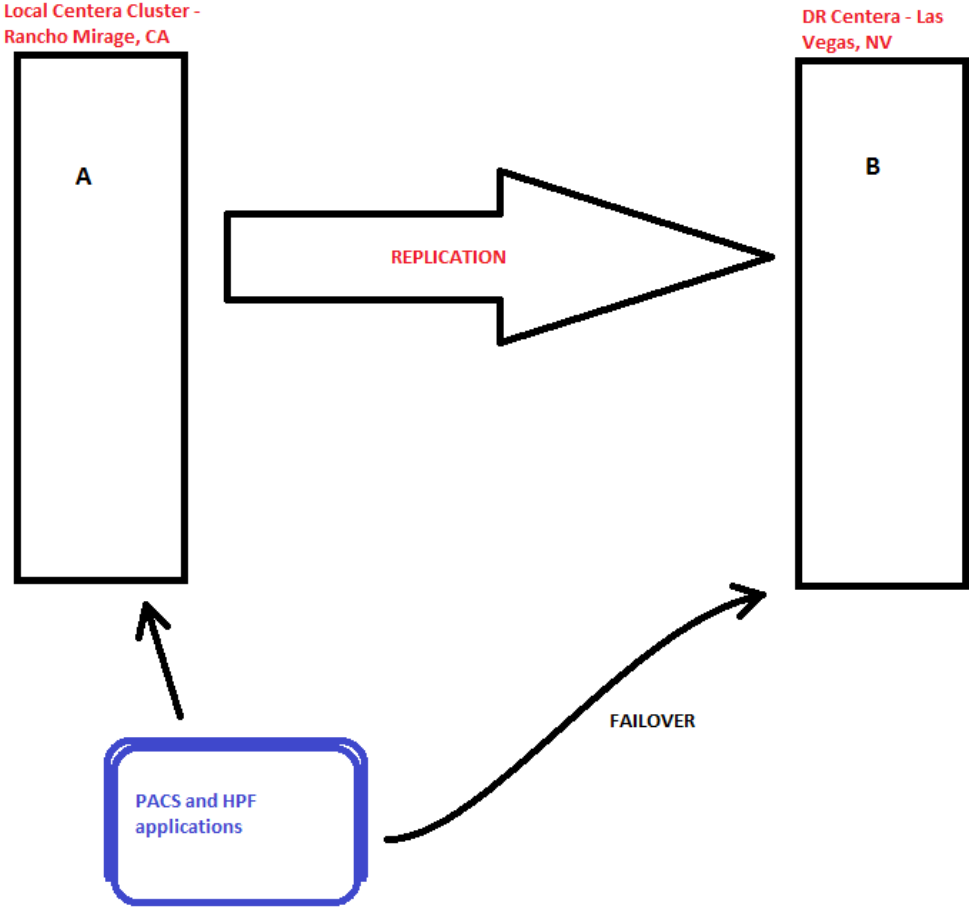 Local Centera Cluster -
Rancho Mirage, CA
DR Centera - Las
Vegas, NV
A
B
REPLICATION
FAILOVER
PACS and HPF
applications